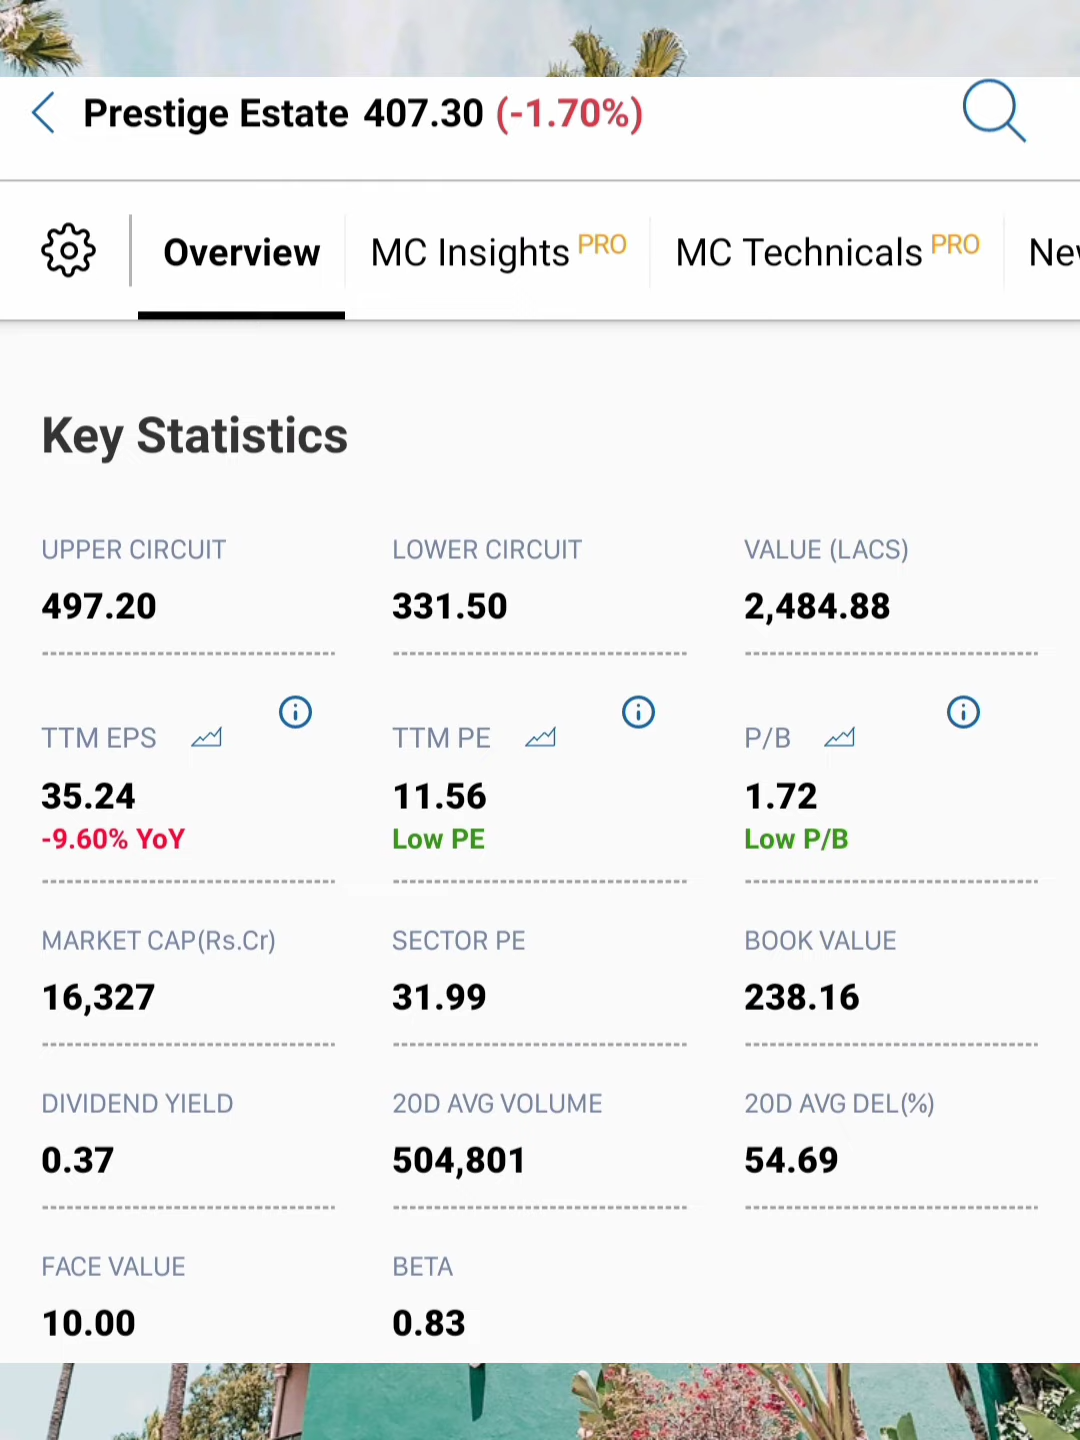 Prestige Estate 407.30 (-1.70%)
Overview MC Insights PRO MC Technicals PRO
Key Statistics
UPPER CIRCUIT LOWER CIRCUIT VALUE (LACS)
497.20 331.50 2,484.88
TTM EPS TTM PE P/B
35.24 11.56 1.72
-9.60% YoY Low PE Low P/B
MARKET CAP(Rs.Cr) SECTOR PE BOOK VALUE
16,327 31.99 238.16
DIVIDEND YIELD 20D AVG VOLUME 20D AVG DEL(%)
0.37 504,801 54.69
FACE VALUE BETA
10.00 0.83